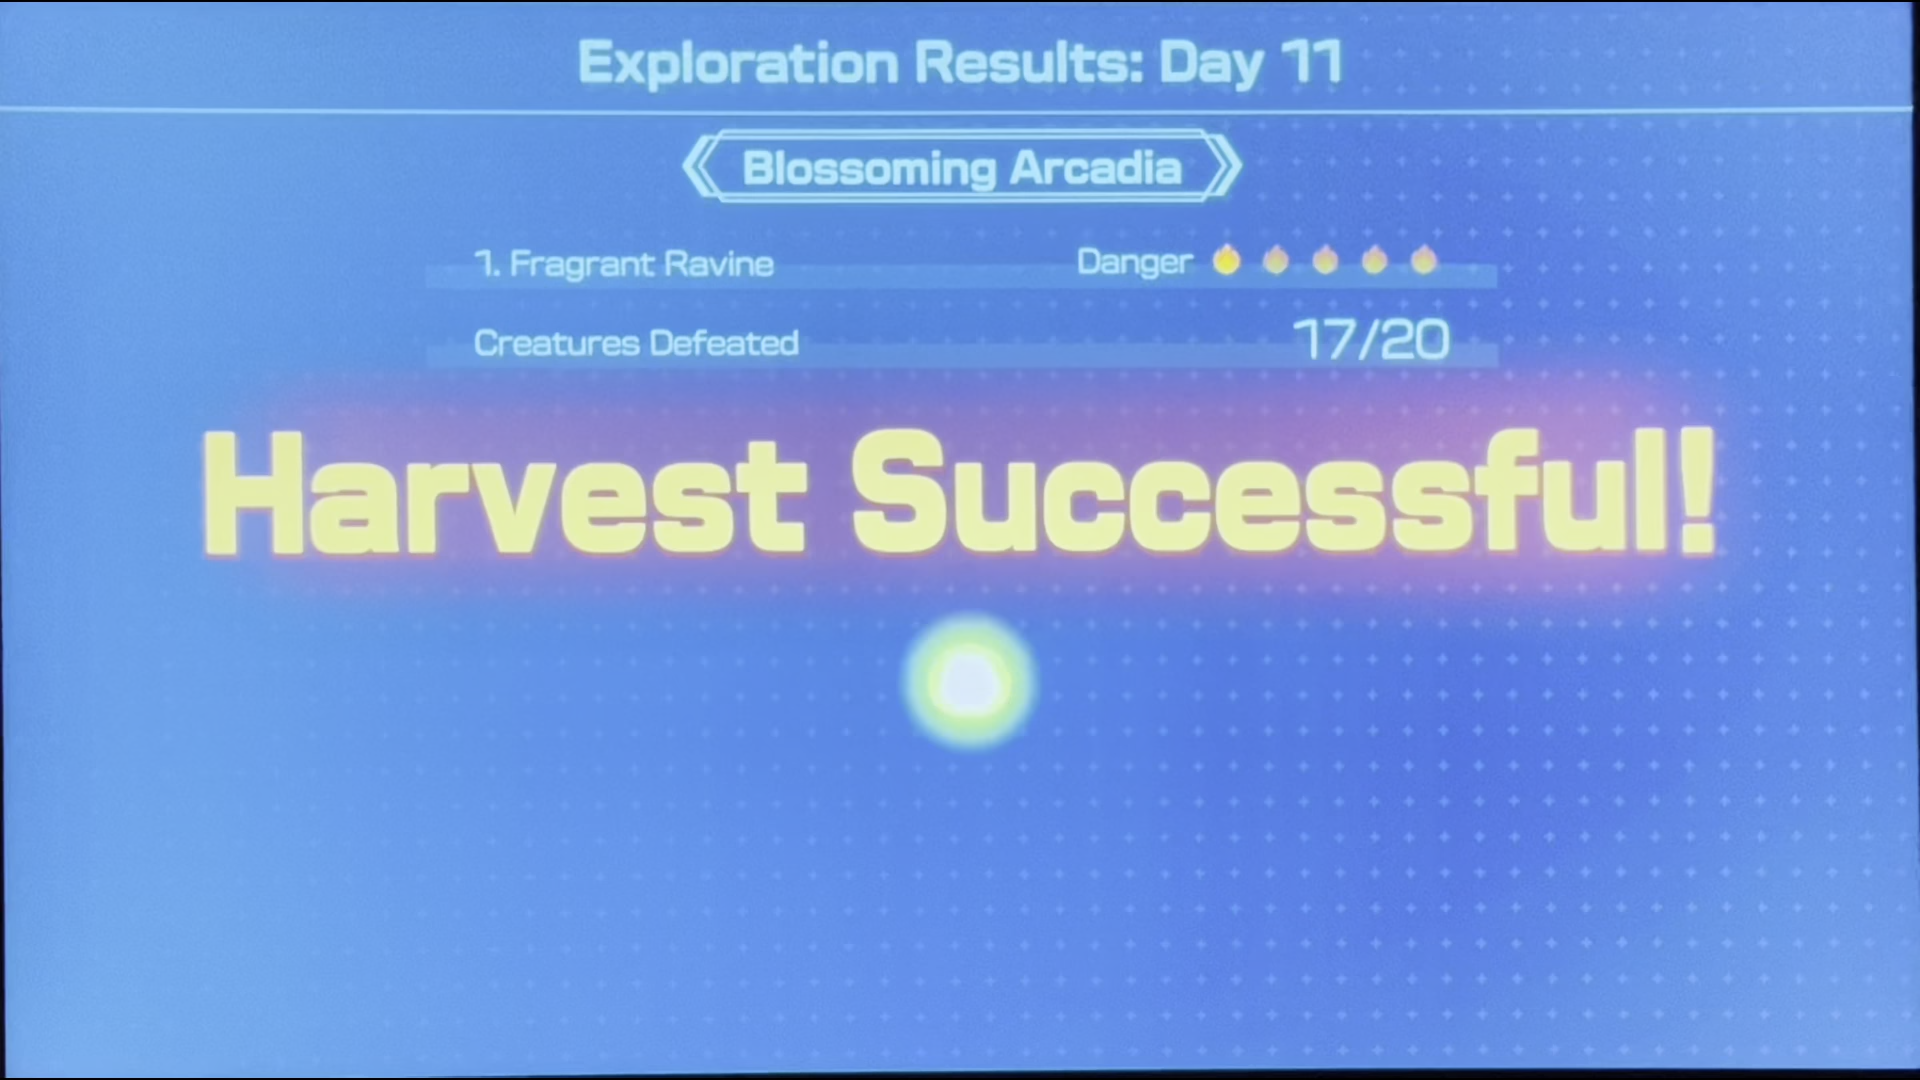 Exploration Results: Day 11
Blossoming Arcadia
1. Fragrant Ravine Danger
Creatures Defeated 17/20
Harvest Successful!